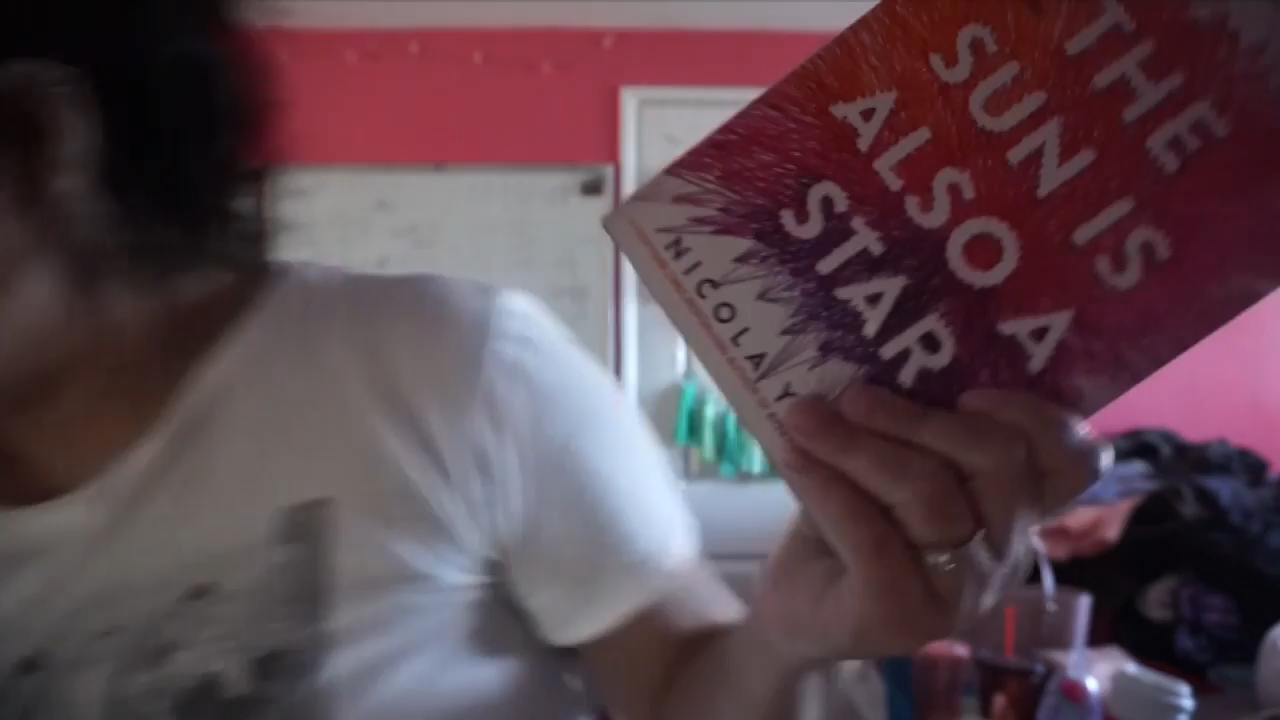 THE
SUN IS
ALSO A
STAR
NICOLA Y